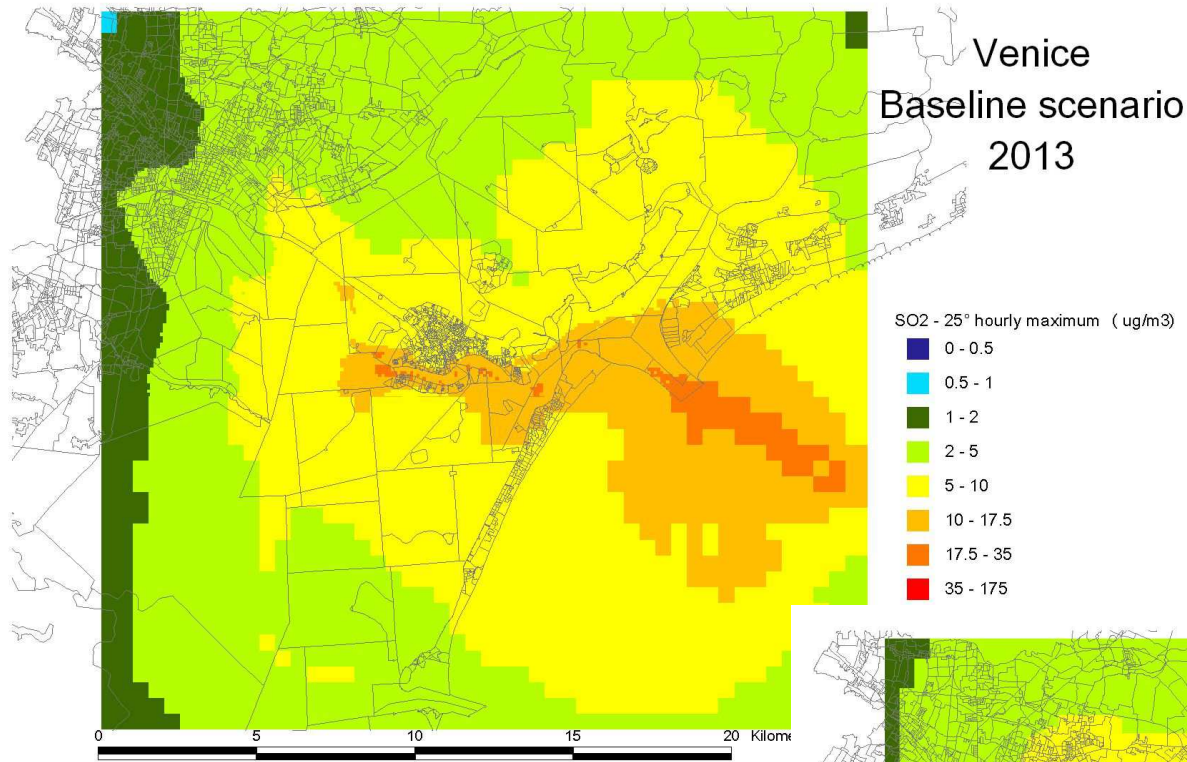 Venice
Baseline scenario
2013
SO2 - 25° hourly maximum ( ug/m3)
0 - 0.5
0.5 - 1
1 - 2
2 - 5
5 - 10
10 - 17.5
17.5 - 35
35 - 175
0 5 10 15 20 Kilome